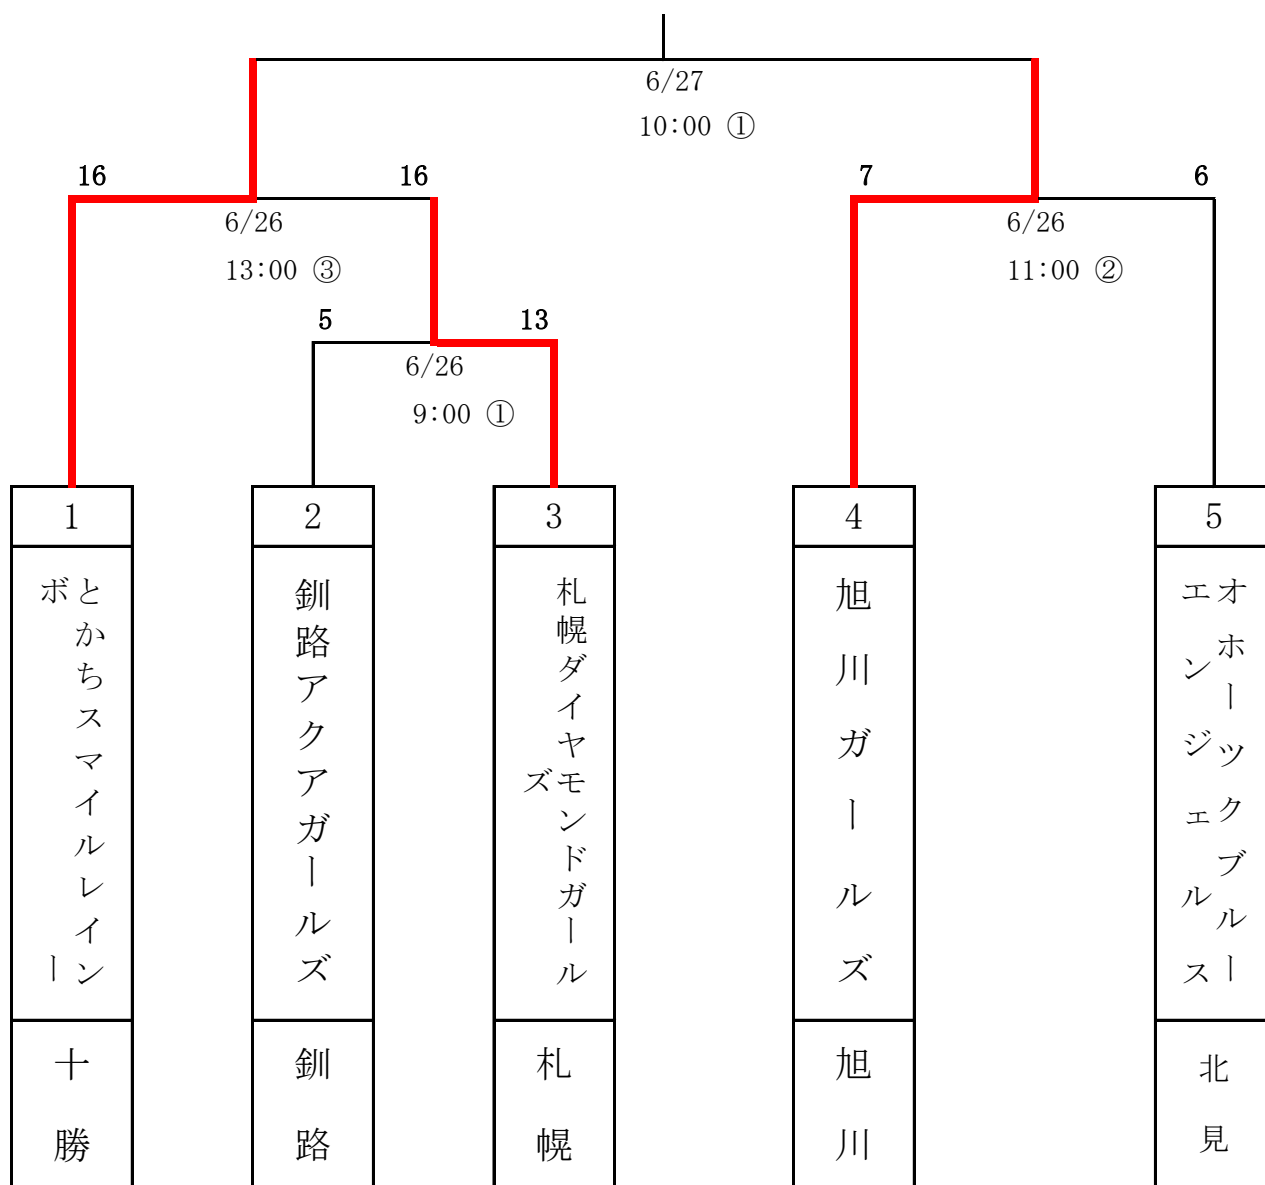 6/27
10:00 ①
16
16
7
6
6/26
13:00 ③
6/26
11:00 ②
5
13
6/26
9:00 ①
1
2
3
4
5
とかちスマイルレイン
ボー
釧路アクアガールズ
札幌ダイヤモンドガール
ズ
旭川ガールズ
オホーツクブルー
エンジェルス
十勝
釧路
札幌
旭川
北見